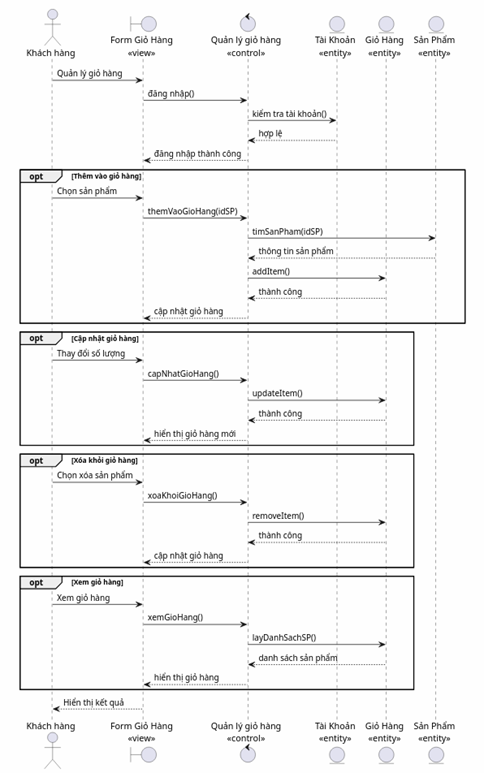 Khách hàng
Form Giỏ Hàng
«view»
Quản lý giỏ hàng
«control»
Tài Khoản
«entity»
Giỏ Hàng
«entity»
Sản Phẩm
«entity»
Quản lý giỏ hàng
đăng nhập()
kiểm tra tài khoản()
hợp lệ
đăng nhập thành công
opt [Thêm vào giỏ hàng]
Chọn sản phẩm
themVaoGioHang(idSP)
timSanPham(idSP)
thông tin sản phẩm
addItem()
thành công
cập nhật giỏ hàng
opt [Cập nhật giỏ hàng]
Thay đổi số lượng
capNhatGioHang()
updateItem()
thành công
hiển thị giỏ hàng mới
opt [Xóa khỏi giỏ hàng]
Chọn xóa sản phẩm
xoaKhoiGioHang()
removeItem()
thành công
cập nhật giỏ hàng
opt [Xem giỏ hàng]
Xem giỏ hàng
xemGioHang()
layDanhSachSP()
danh sách sản phẩm
hiển thị giỏ hàng
Hiển thị kết quả
Khách hàng
Form Giỏ Hàng
«view»
Quản lý giỏ hàng
«control»
Tài Khoản
«entity»
Giỏ Hàng
«entity»
Sản Phẩm
«entity»